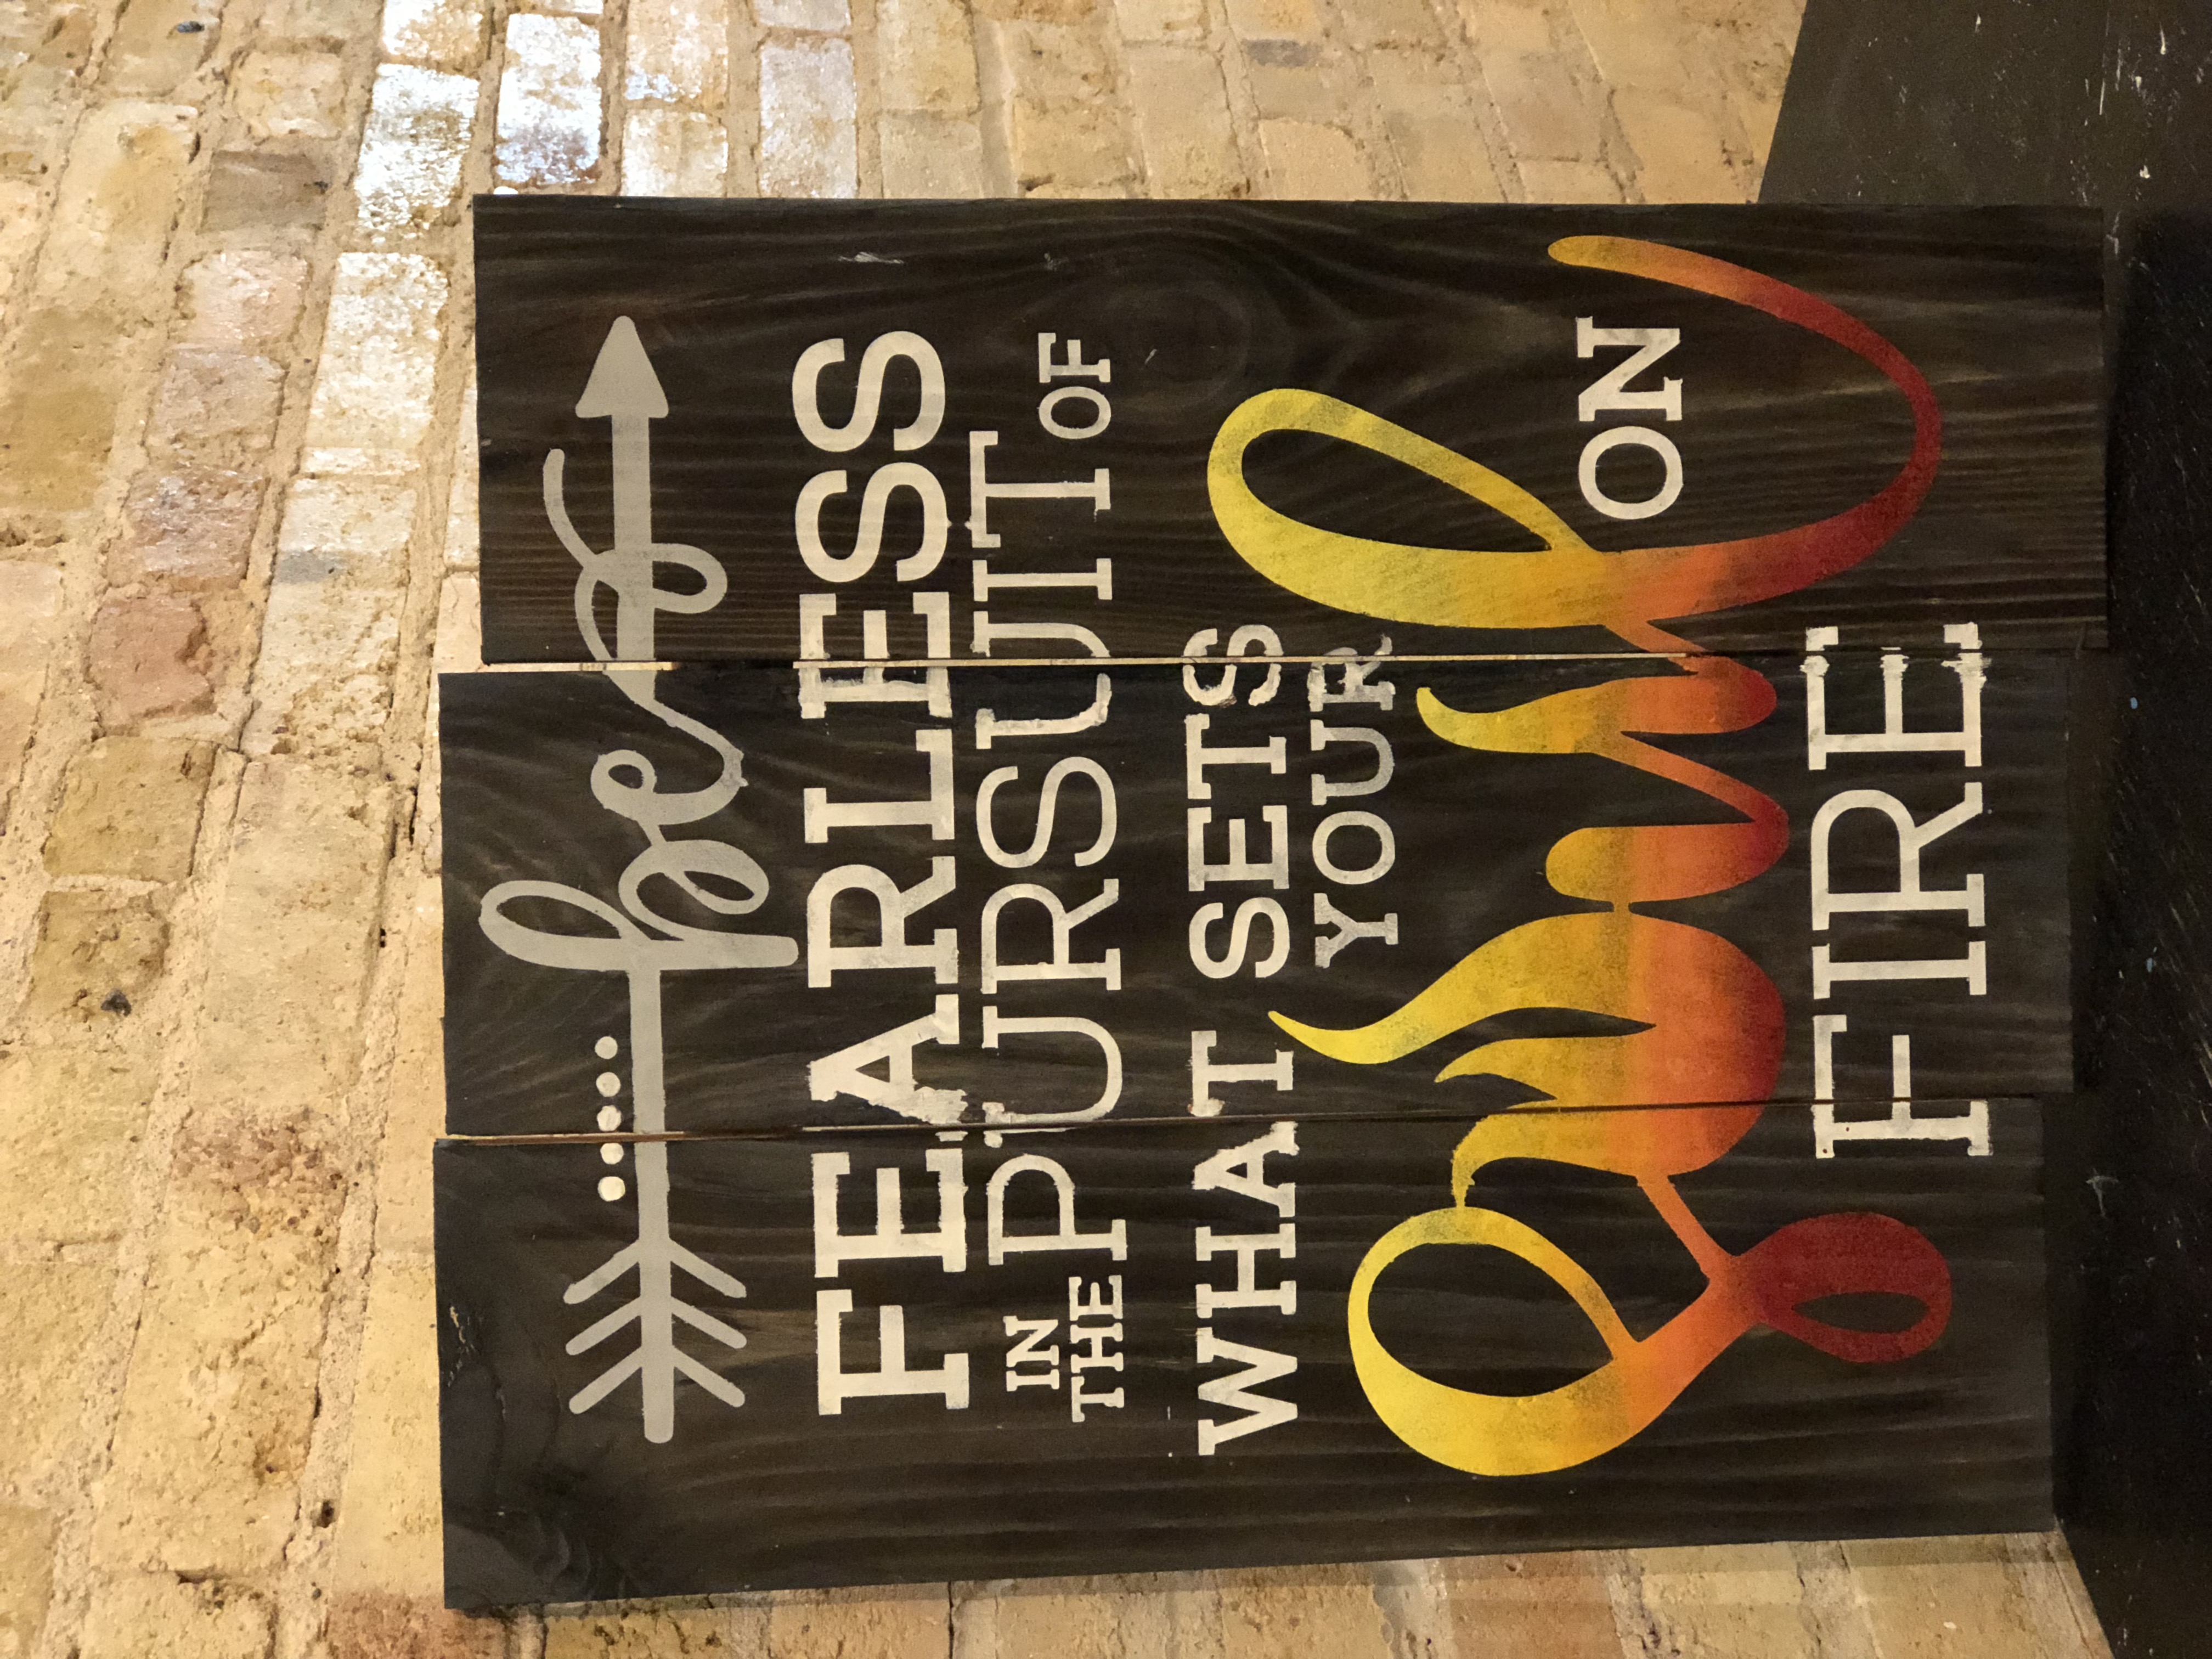 be
FEARLESS
IN THE PURSUIT OF
WHAT SETS
YOUR
Soul ON
FIRE